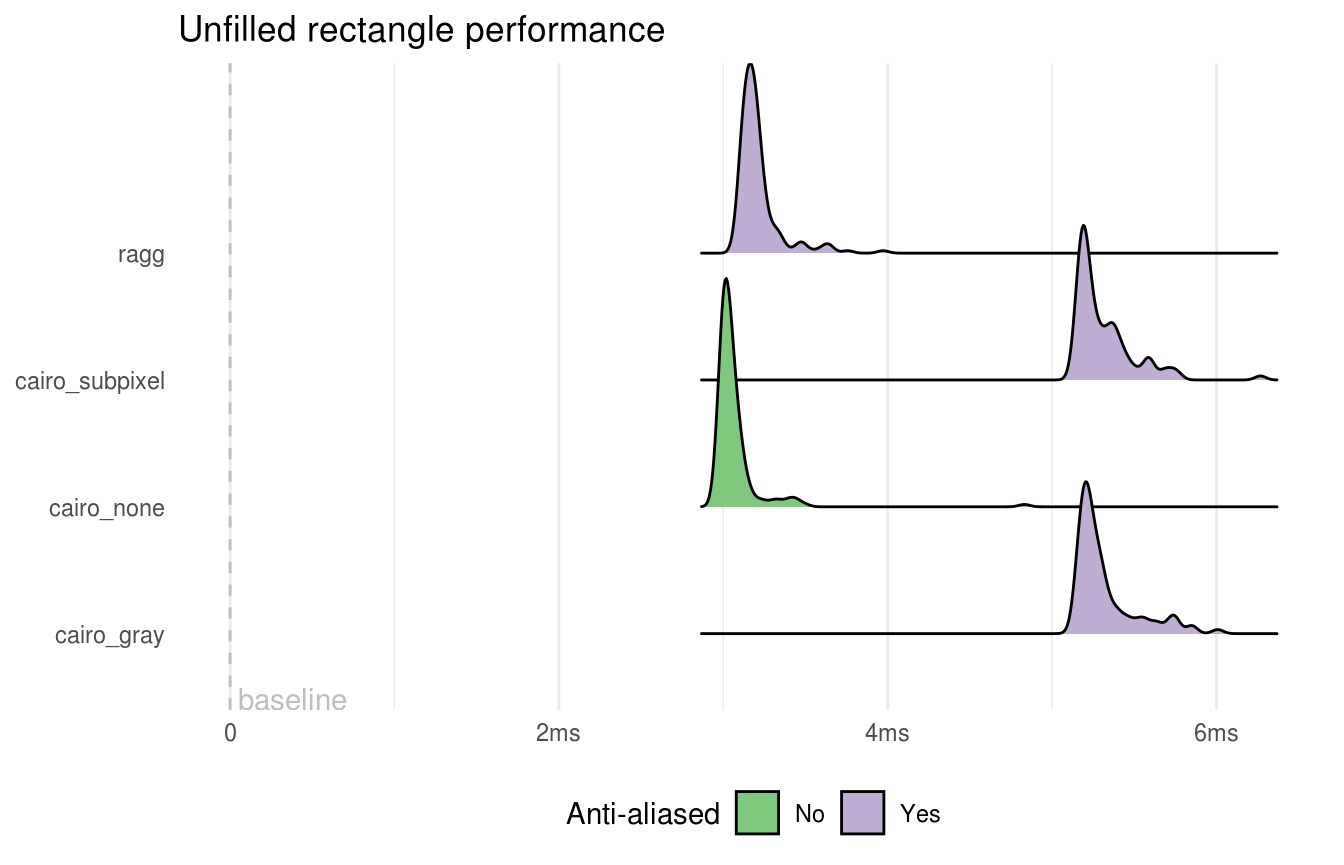 Unfilled rectangle performance
ragg
cairo_subpixel
cairo_none
cairo_gray
baseline
0 2ms 4ms 6ms
Anti-aliased No Yes